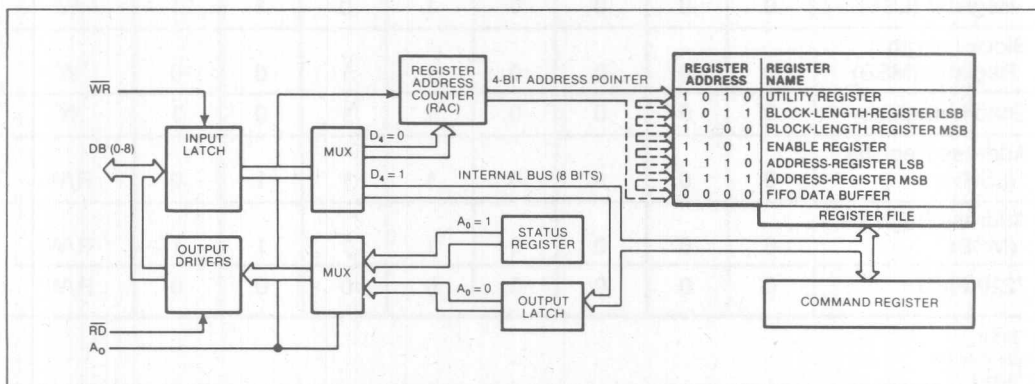 REGISTER
ADDRESS
COUNTER
(RAC)
4-BIT ADDRESS POINTER
REGISTER ADDRESS
REGISTER NAME
1 0 1 0 UTILITY REGISTER
1 0 1 1 BLOCK-LENGTH-REGISTER LSB
1 1 0 0 BLOCK-LENGTH REGISTER MSB
1 1 0 1 ENABLE REGISTER
1 1 1 0 ADDRESS-REGISTER LSB
1 1 1 1 ADDRESS-REGISTER MSB
0 0 0 0 FIFO DATA BUFFER
REGISTER FILE
WR
DB (0-8)
INPUT
LATCH
MUX
D4 = 0
D4 = 1
INTERNAL BUS (8 BITS)
A0 = 1
STATUS
REGISTER
OUTPUT
DRIVERS
MUX
A0 = 0
OUTPUT
LATCH
COMMAND REGISTER
RD
A0